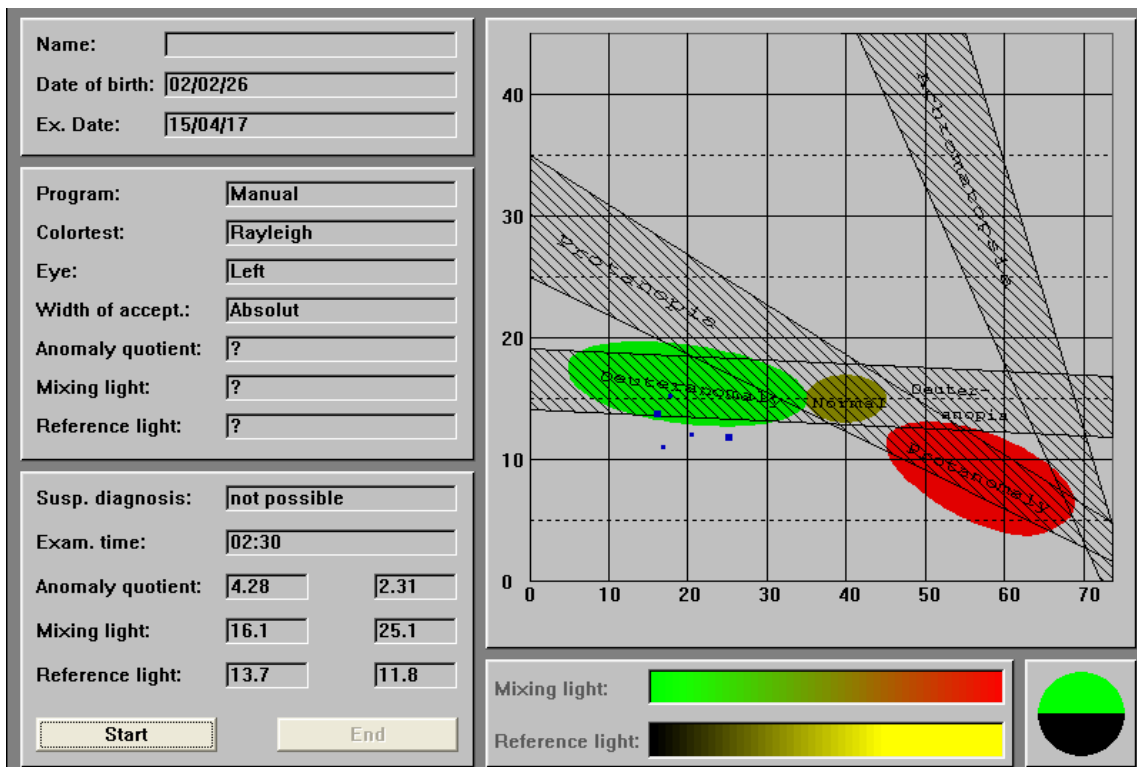 Name:
Date of birth: 02/02/26
Ex. Date: 15/04/17
Program: Manual
Colortest: Rayleigh
Eye: Left
Width of accept.: Absolut
Anomaly quotient: ?
Mixing light: ?
Reference light: ?
Susp. diagnosis: not possible
Exam. time: 02:30
Anomaly quotient: 4.28 2.31
Mixing light: 16.1 25.1
Reference light: 13.7 11.8
Start End
40
30
20
10
0
0 10 20 30 40 50 60 70
Achromatopsia
Protanopia
Deuteranomaly
Normal
Deuter-
anopia
Protanomaly
Mixing light:
Reference light: